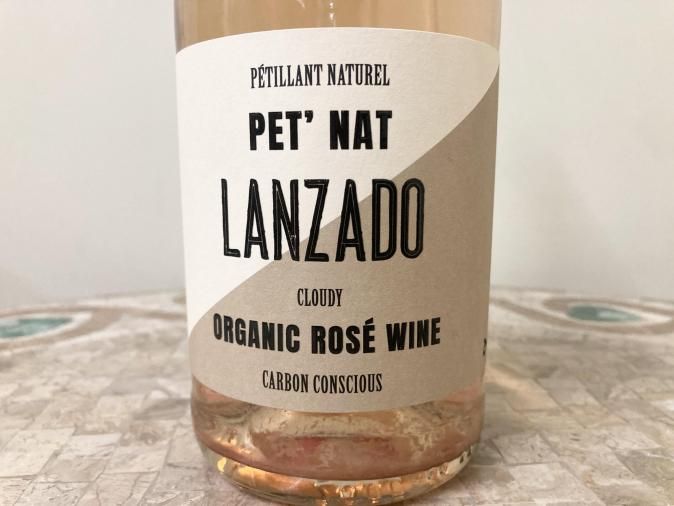 PÉTILLANT NATUREL
PET' NAT
LANZADO
CLOUDY
ORGANIC ROSÉ WINE
CARBON CONSCIOUS